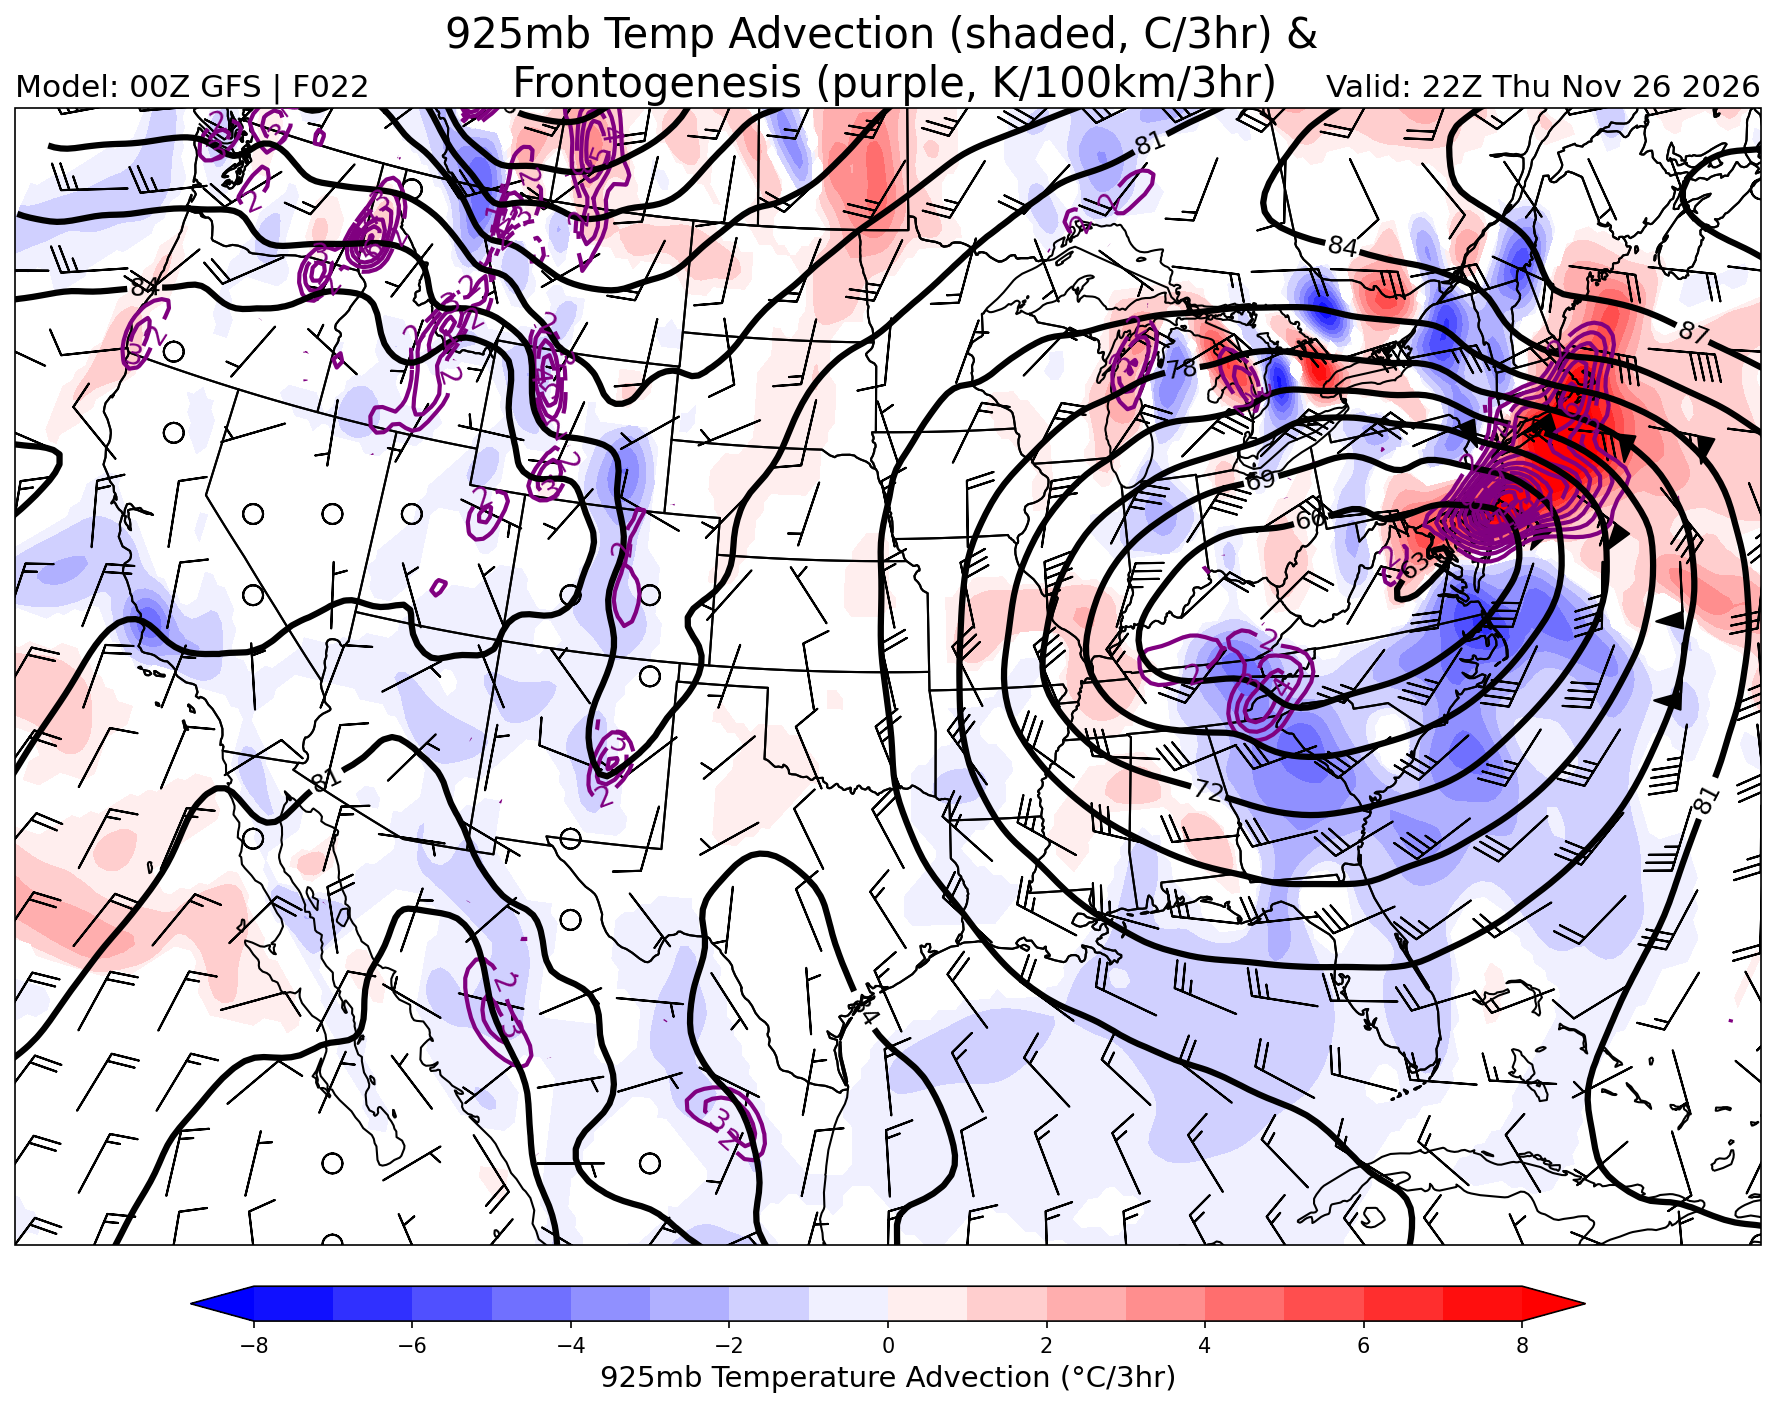 925mb Temp Advection (shaded, C/3hr) &
Model: 00Z GFS | F022
Frontogenesis (purple, K/100km/3hr)
Valid: 22Z Thu Nov 26 2026
81
84
84
87
78
69
60
63
72
81
81
84
−8 −6 −4 −2 0 2 4 6 8
925mb Temperature Advection (°C/3hr)